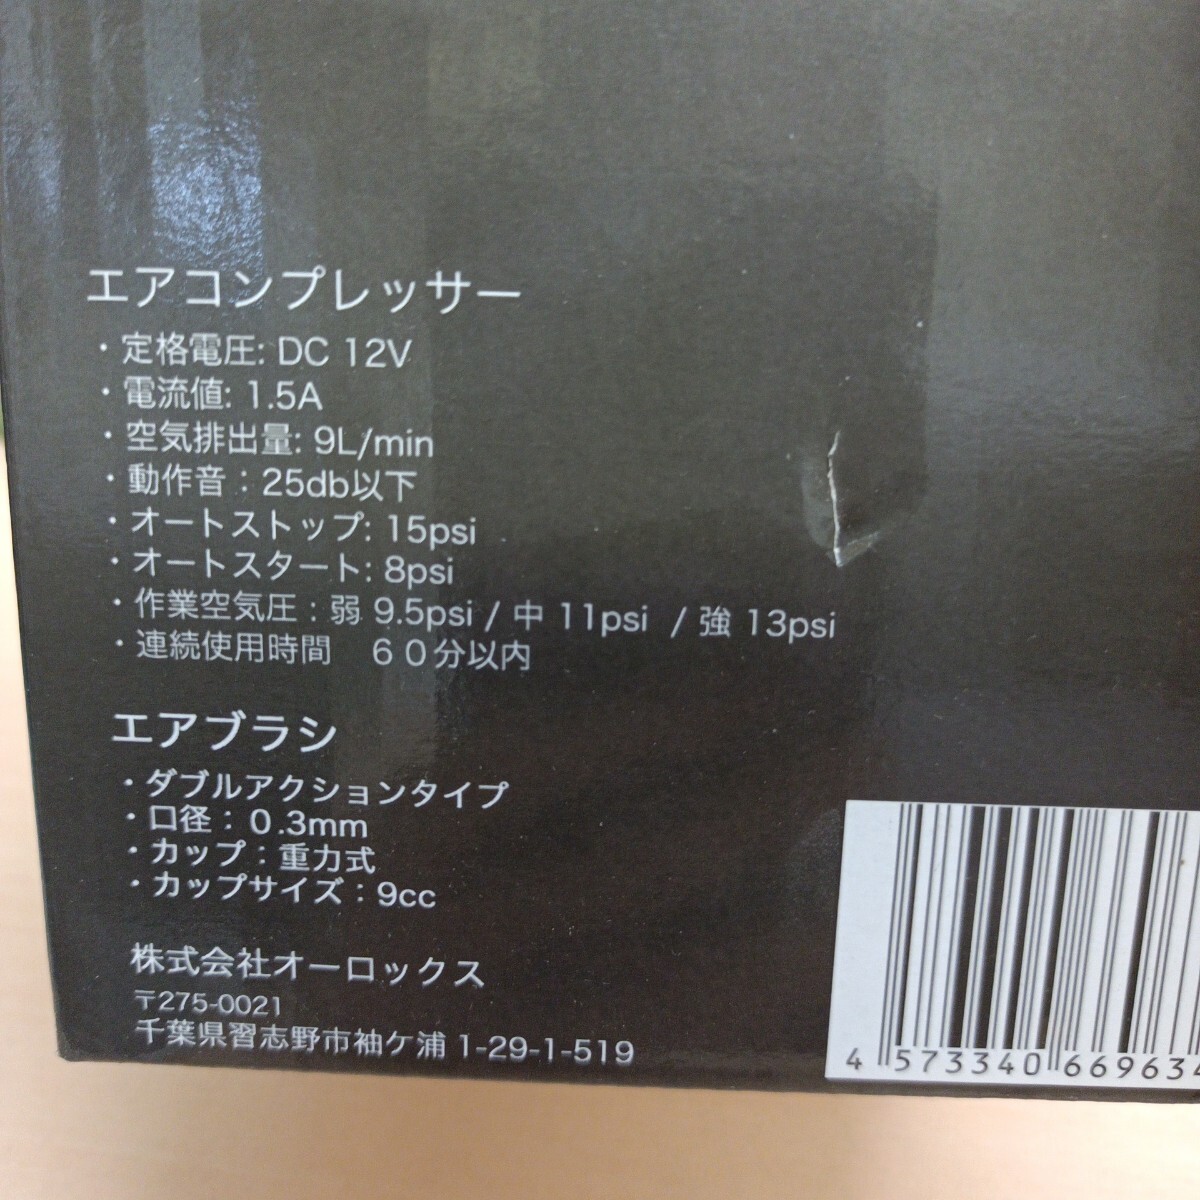 エアコンプレッサー
・定格電圧: DC 12V
・電流値: 1.5A
・空気排出量: 9L/min
・動作音：25db以下
・オートストップ: 15psi
・オートスタート: 8psi
・作業空気圧：弱 9.5psi / 中 11psi / 強 13psi
・連続使用時間　６０分以内
エアブラシ
・ダブルアクションタイプ
・口径：０.3mm
・カップ：重力式
・カップサイズ：9cc
株式会社オーロックス
〒275-0021
千葉県習志野市袖ケ浦 1-29-1-519
4 573340 669634